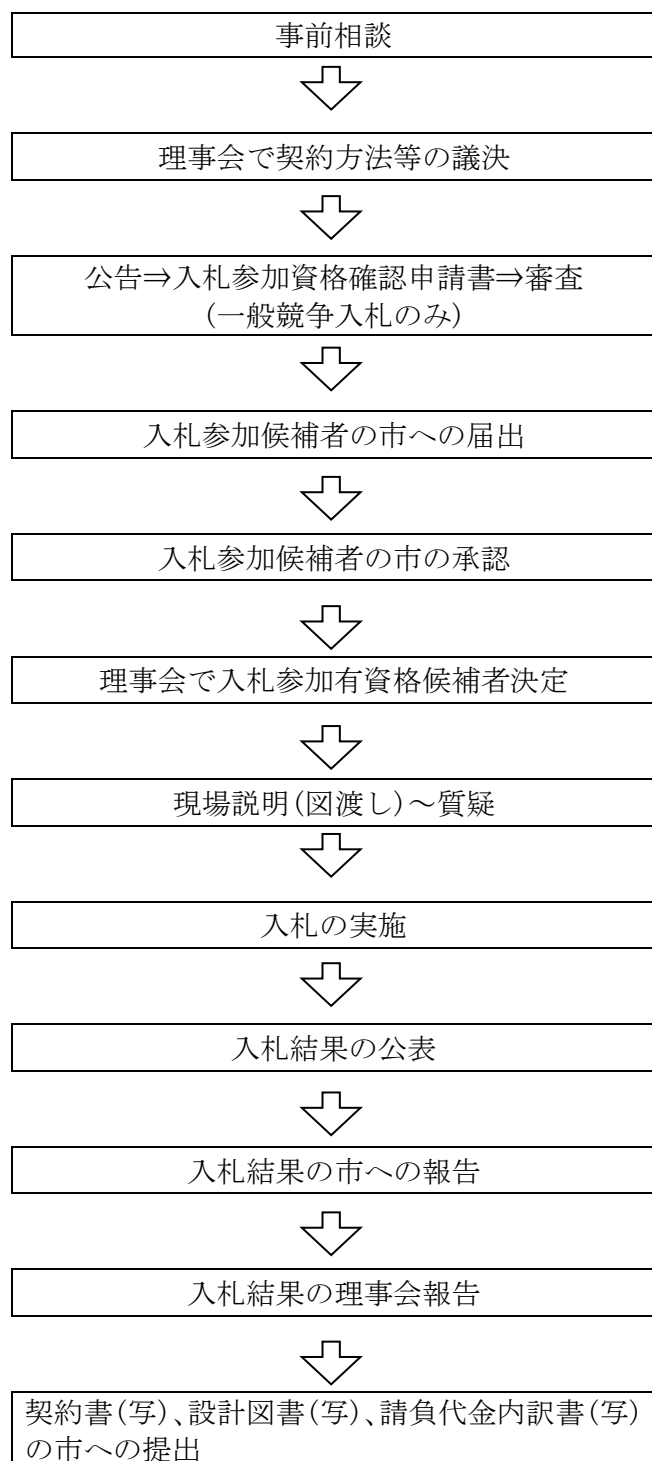 事前相談
理事会で契約方法等の議決
公告⇒入札参加資格確認申請書⇒審査
(一般競争入札のみ)
入札参加候補者の市への届出
入札参加候補者の市の承認
理事会で入札参加有資格候補者決定
現場説明(図渡し)～質疑
入札の実施
入札結果の公表
入札結果の市への報告
入札結果の理事会報告
契約書(写)、設計図書(写)、請負代金内訳書(写)
の市への提出